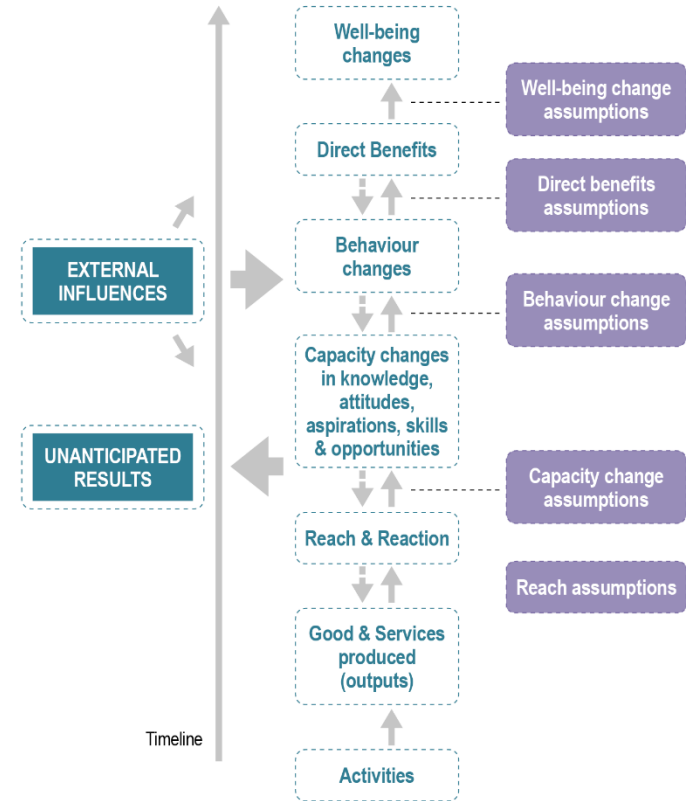 Well-being
changes
Well-being change
assumptions
Direct Benefits
Direct benefits
assumptions
Behaviour
changes
EXTERNAL
INFLUENCES
Behaviour change
assumptions
Capacity changes
in knowledge,
attitudes,
aspirations, skills
& opportunities
UNANTICIPATED
RESULTS
Capacity change
assumptions
Reach & Reaction
Reach assumptions
Good & Services
produced
(outputs)
Timeline
Activities